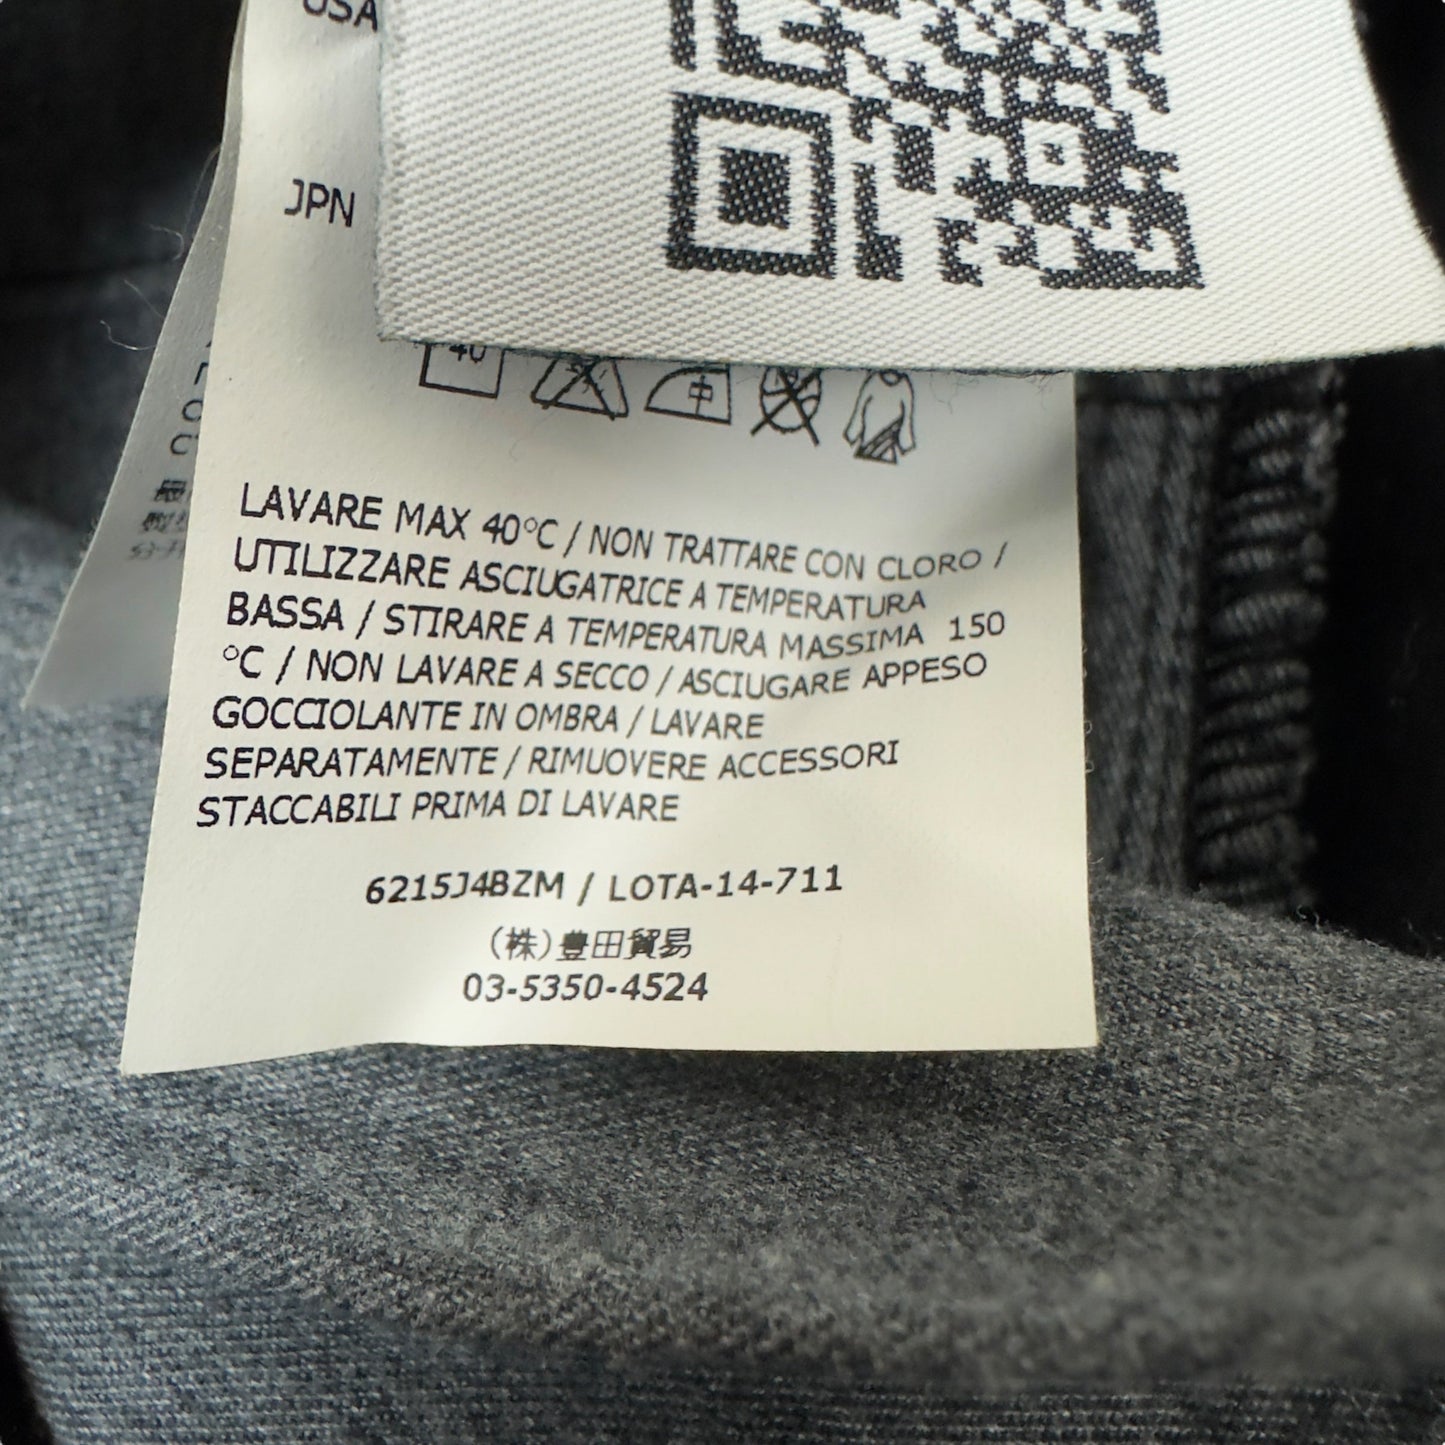 USA
JPN
40
中
LAVARE MAX 40°C / NON TRATTARE CON CLORO /
UTILIZZARE ASCIUGATRICE A TEMPERATURA
BASSA / STIRARE A TEMPERATURA MASSIMA 150
°C / NON LAVARE A SECCO / ASCIUGARE APPESO
GOCCIOLANTE IN OMBRA / LAVARE
SEPARATAMENTE / RIMUOVERE ACCESSORI
STACCABILI PRIMA DI LAVARE
6215J4BZM / LOTA-14-711
(株)豊田貿易
03-5350-4524